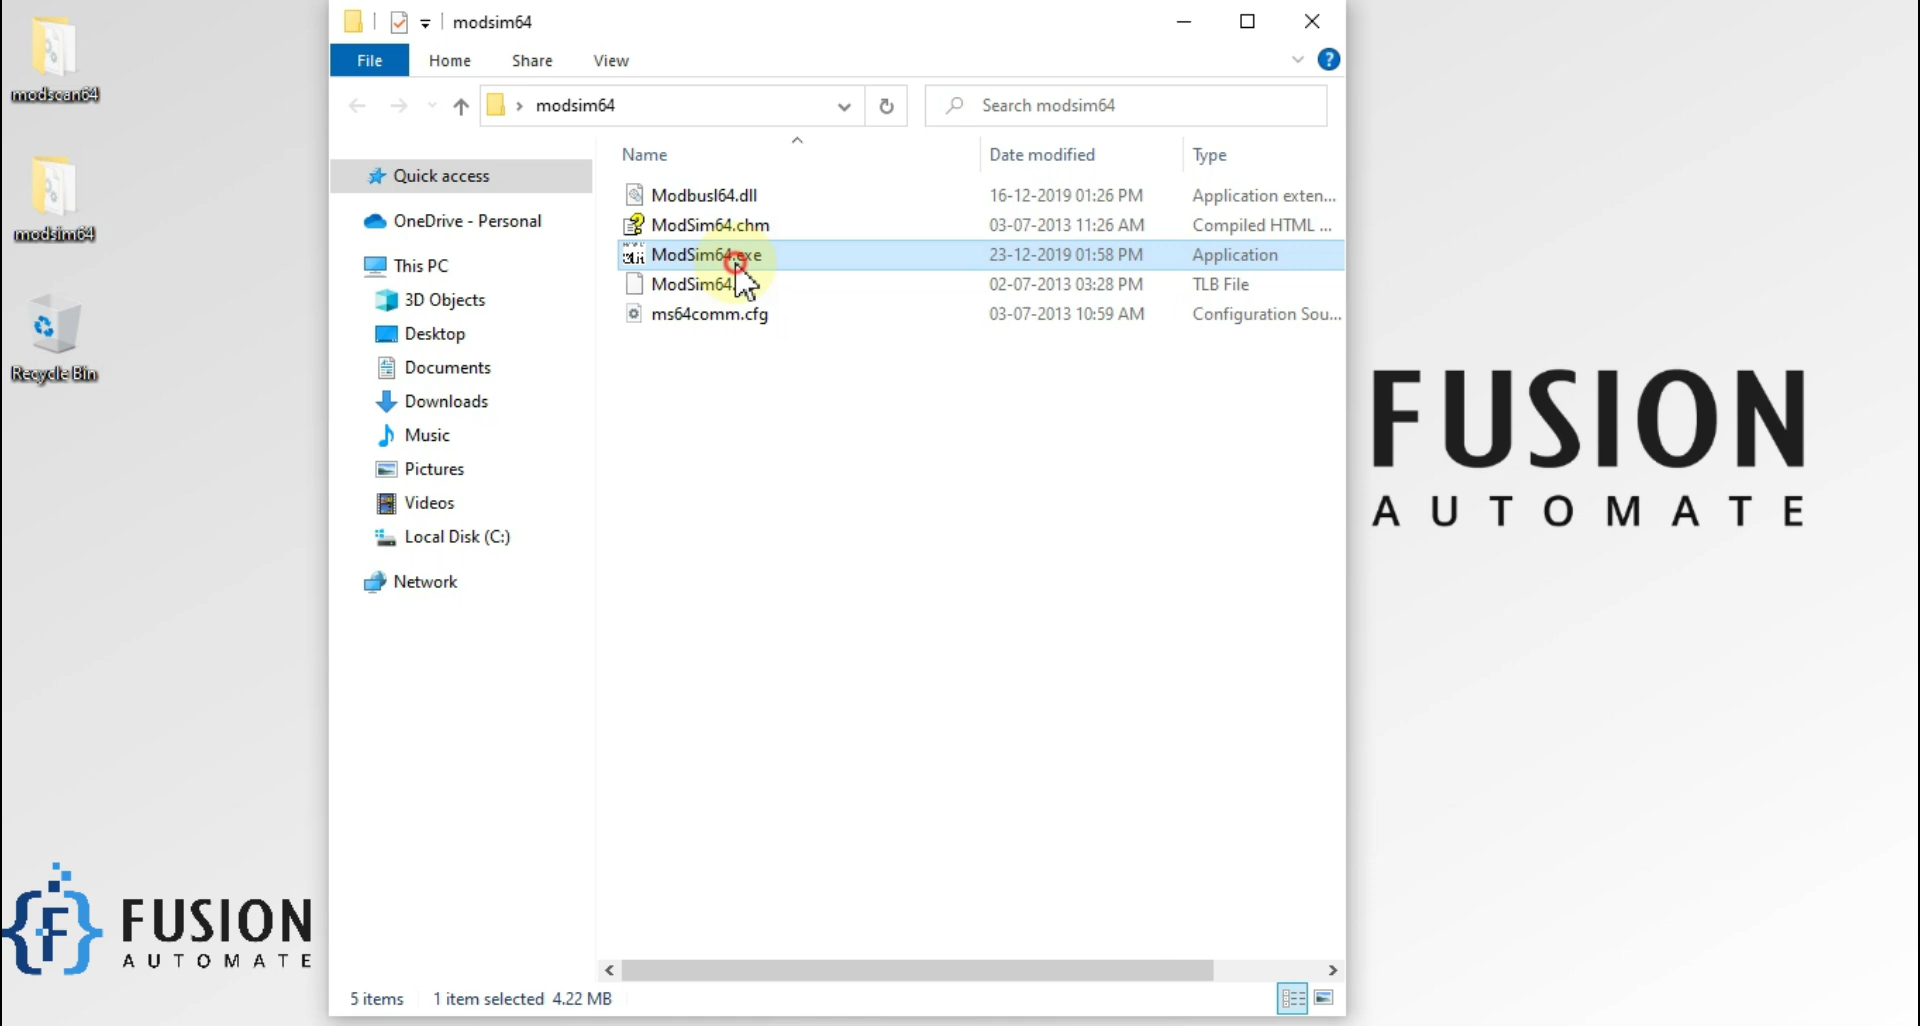 modscan64
modsim64
Recycle Bin
modsim64
File Home Share View
modsim64
Search modsim64
Quick access
OneDrive - Personal
This PC
3D Objects
Desktop
Documents
Downloads
Music
Pictures
Videos
Local Disk (C:)
Network
Name Date modified Type
Modbusl64.dll 16-12-2019 01:26 PM Application exten...
ModSim64.chm 03-07-2013 11:26 AM Compiled HTML ...
ModSim64.exe 23-12-2019 01:58 PM Application
ModSim64. 02-07-2013 03:28 PM TLB File
ms64comm.cfg 03-07-2013 10:59 AM Configuration Sou...
5 items 1 item selected 4.22 MB
FUSION
AUTOMATE
F
FUSION
AUTOMATE